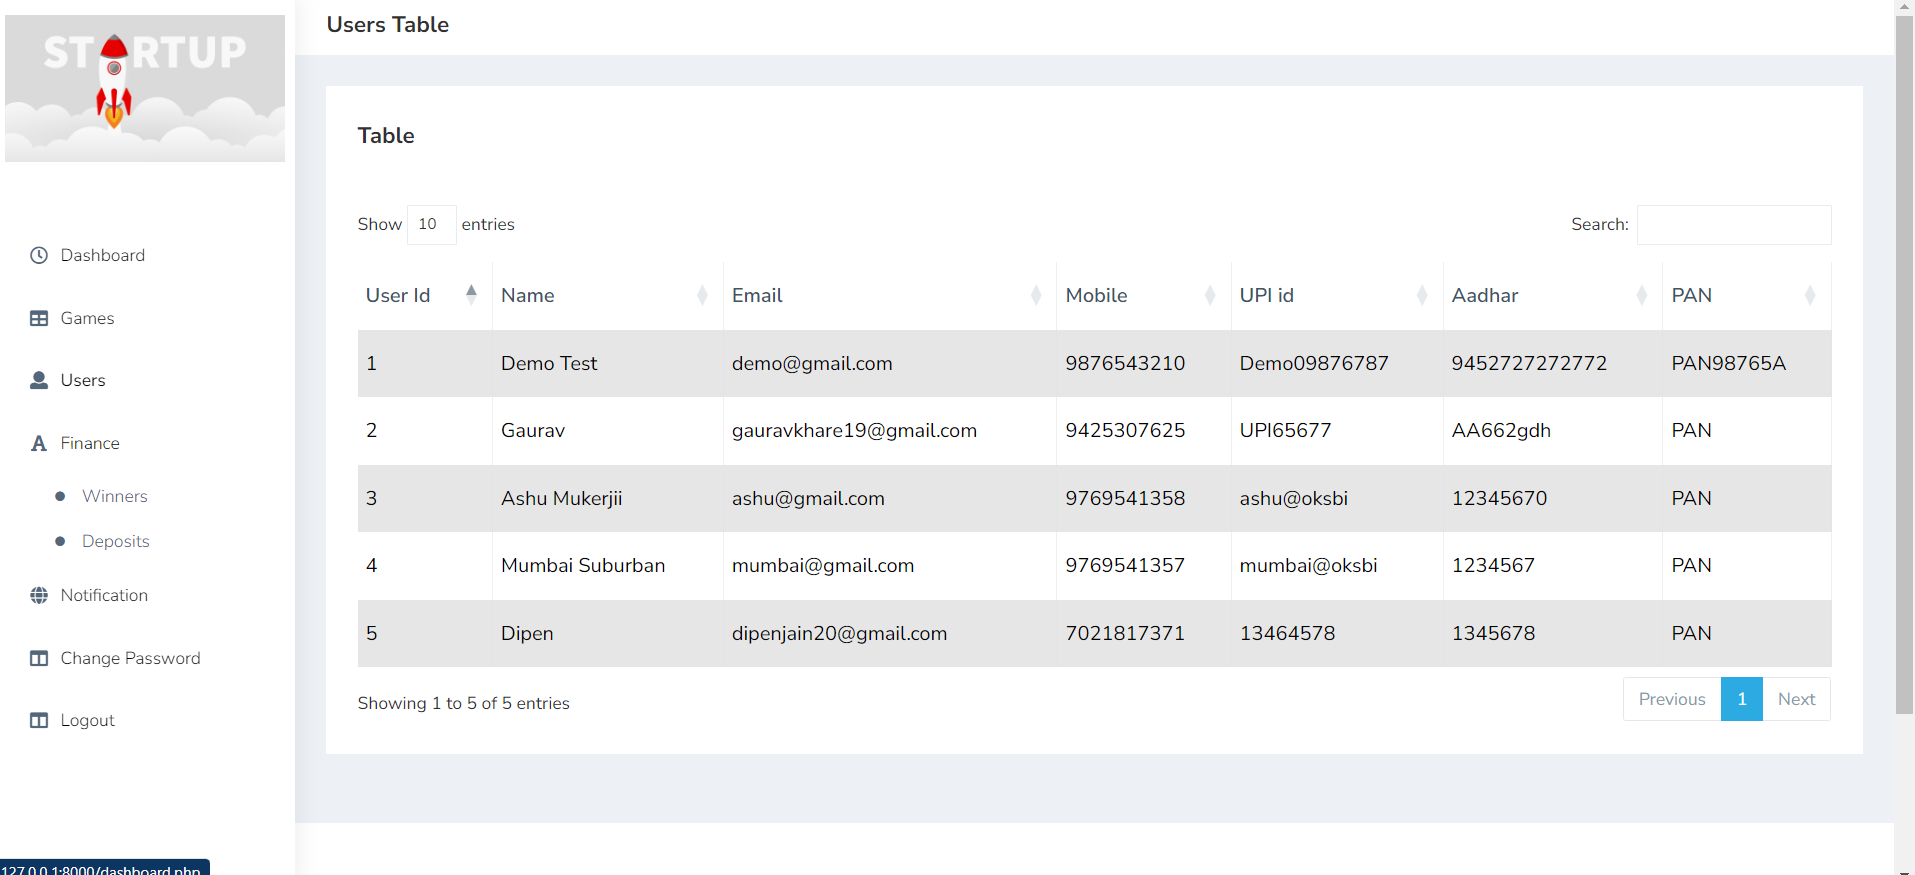 STARTUP
Dashboard
Games
Users
Finance
Winners
Deposits
Notification
Change Password
Logout
127.0.0.1:8000/dashboard.php
Users Table
Table
Show 10 entries
Search:
User Id Name Email Mobile UPI id Aadhar PAN
1 Demo Test demo@gmail.com 9876543210 Demo09876787 9452727272772 PAN98765A
2 Gaurav gauravkhare19@gmail.com 9425307625 UPI65677 AA662gdh PAN
3 Ashu Mukerjii ashu@gmail.com 9769541358 ashu@oksbi 12345670 PAN
4 Mumbai Suburban mumbai@gmail.com 9769541357 mumbai@oksbi 1234567 PAN
5 Dipen dipenjain20@gmail.com 7021817371 13464578 1345678 PAN
Showing 1 to 5 of 5 entries
Previous 1 Next